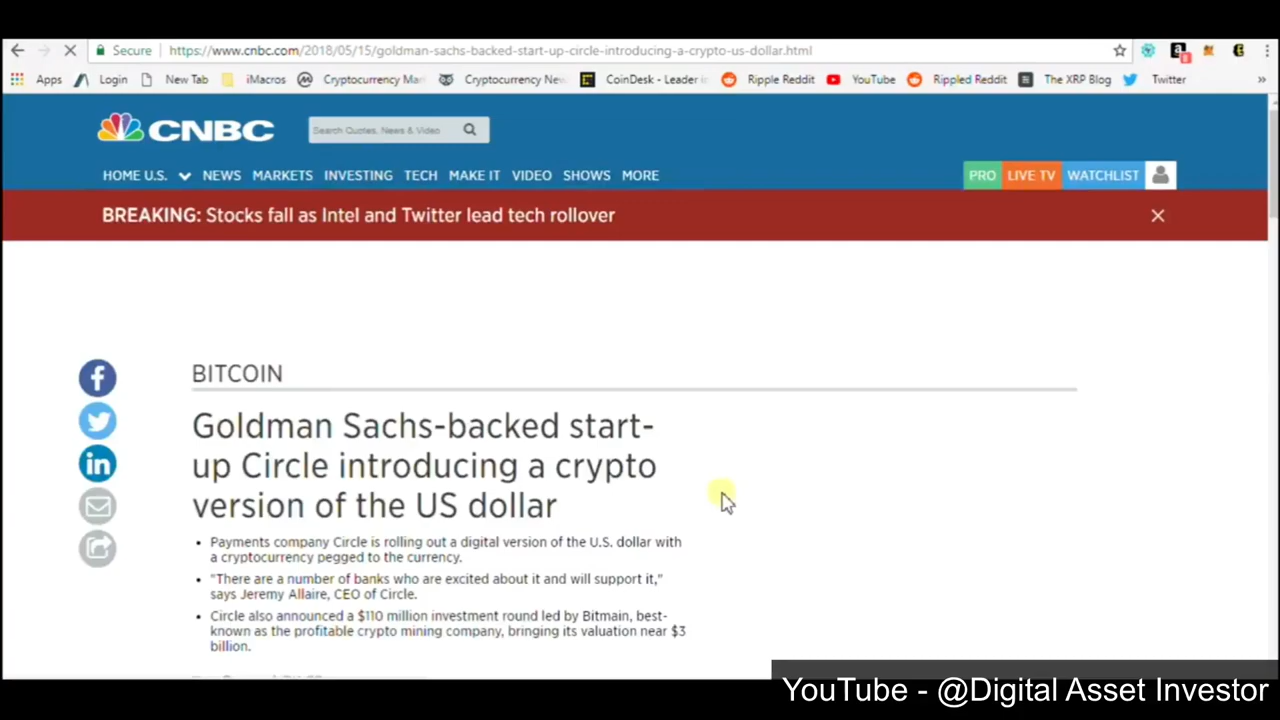 Secure
https://www.cnbc.com/2018/05/15/goldman-sachs-backed-start-up-circle-introducing-a-crypto-us-dollar.html
Apps Login New Tab iMacros Cryptocurrency Mar Cryptocurrency New CoinDesk - Leader in Ripple Reddit YouTube Rippled Reddit The XRP Blog Twitter »
CNBC
Search Quotes, News & Video
HOME U.S. NEWS MARKETS INVESTING TECH MAKE IT VIDEO SHOWS MORE
PRO LIVE TV WATCHLIST
BREAKING: Stocks fall as Intel and Twitter lead tech rollover
BITCOIN
Goldman Sachs-backed start-
up Circle introducing a crypto
version of the US dollar
• Payments company Circle is rolling out a digital version of the U.S. dollar with
a cryptocurrency pegged to the currency.
• "There are a number of banks who are excited about it and will support it,"
says Jeremy Allaire, CEO of Circle.
• Circle also announced a $110 million investment round led by Bitmain, best-
known as the profitable crypto mining company, bringing its valuation near $3
billion.
YouTube - @Digital Asset Investor